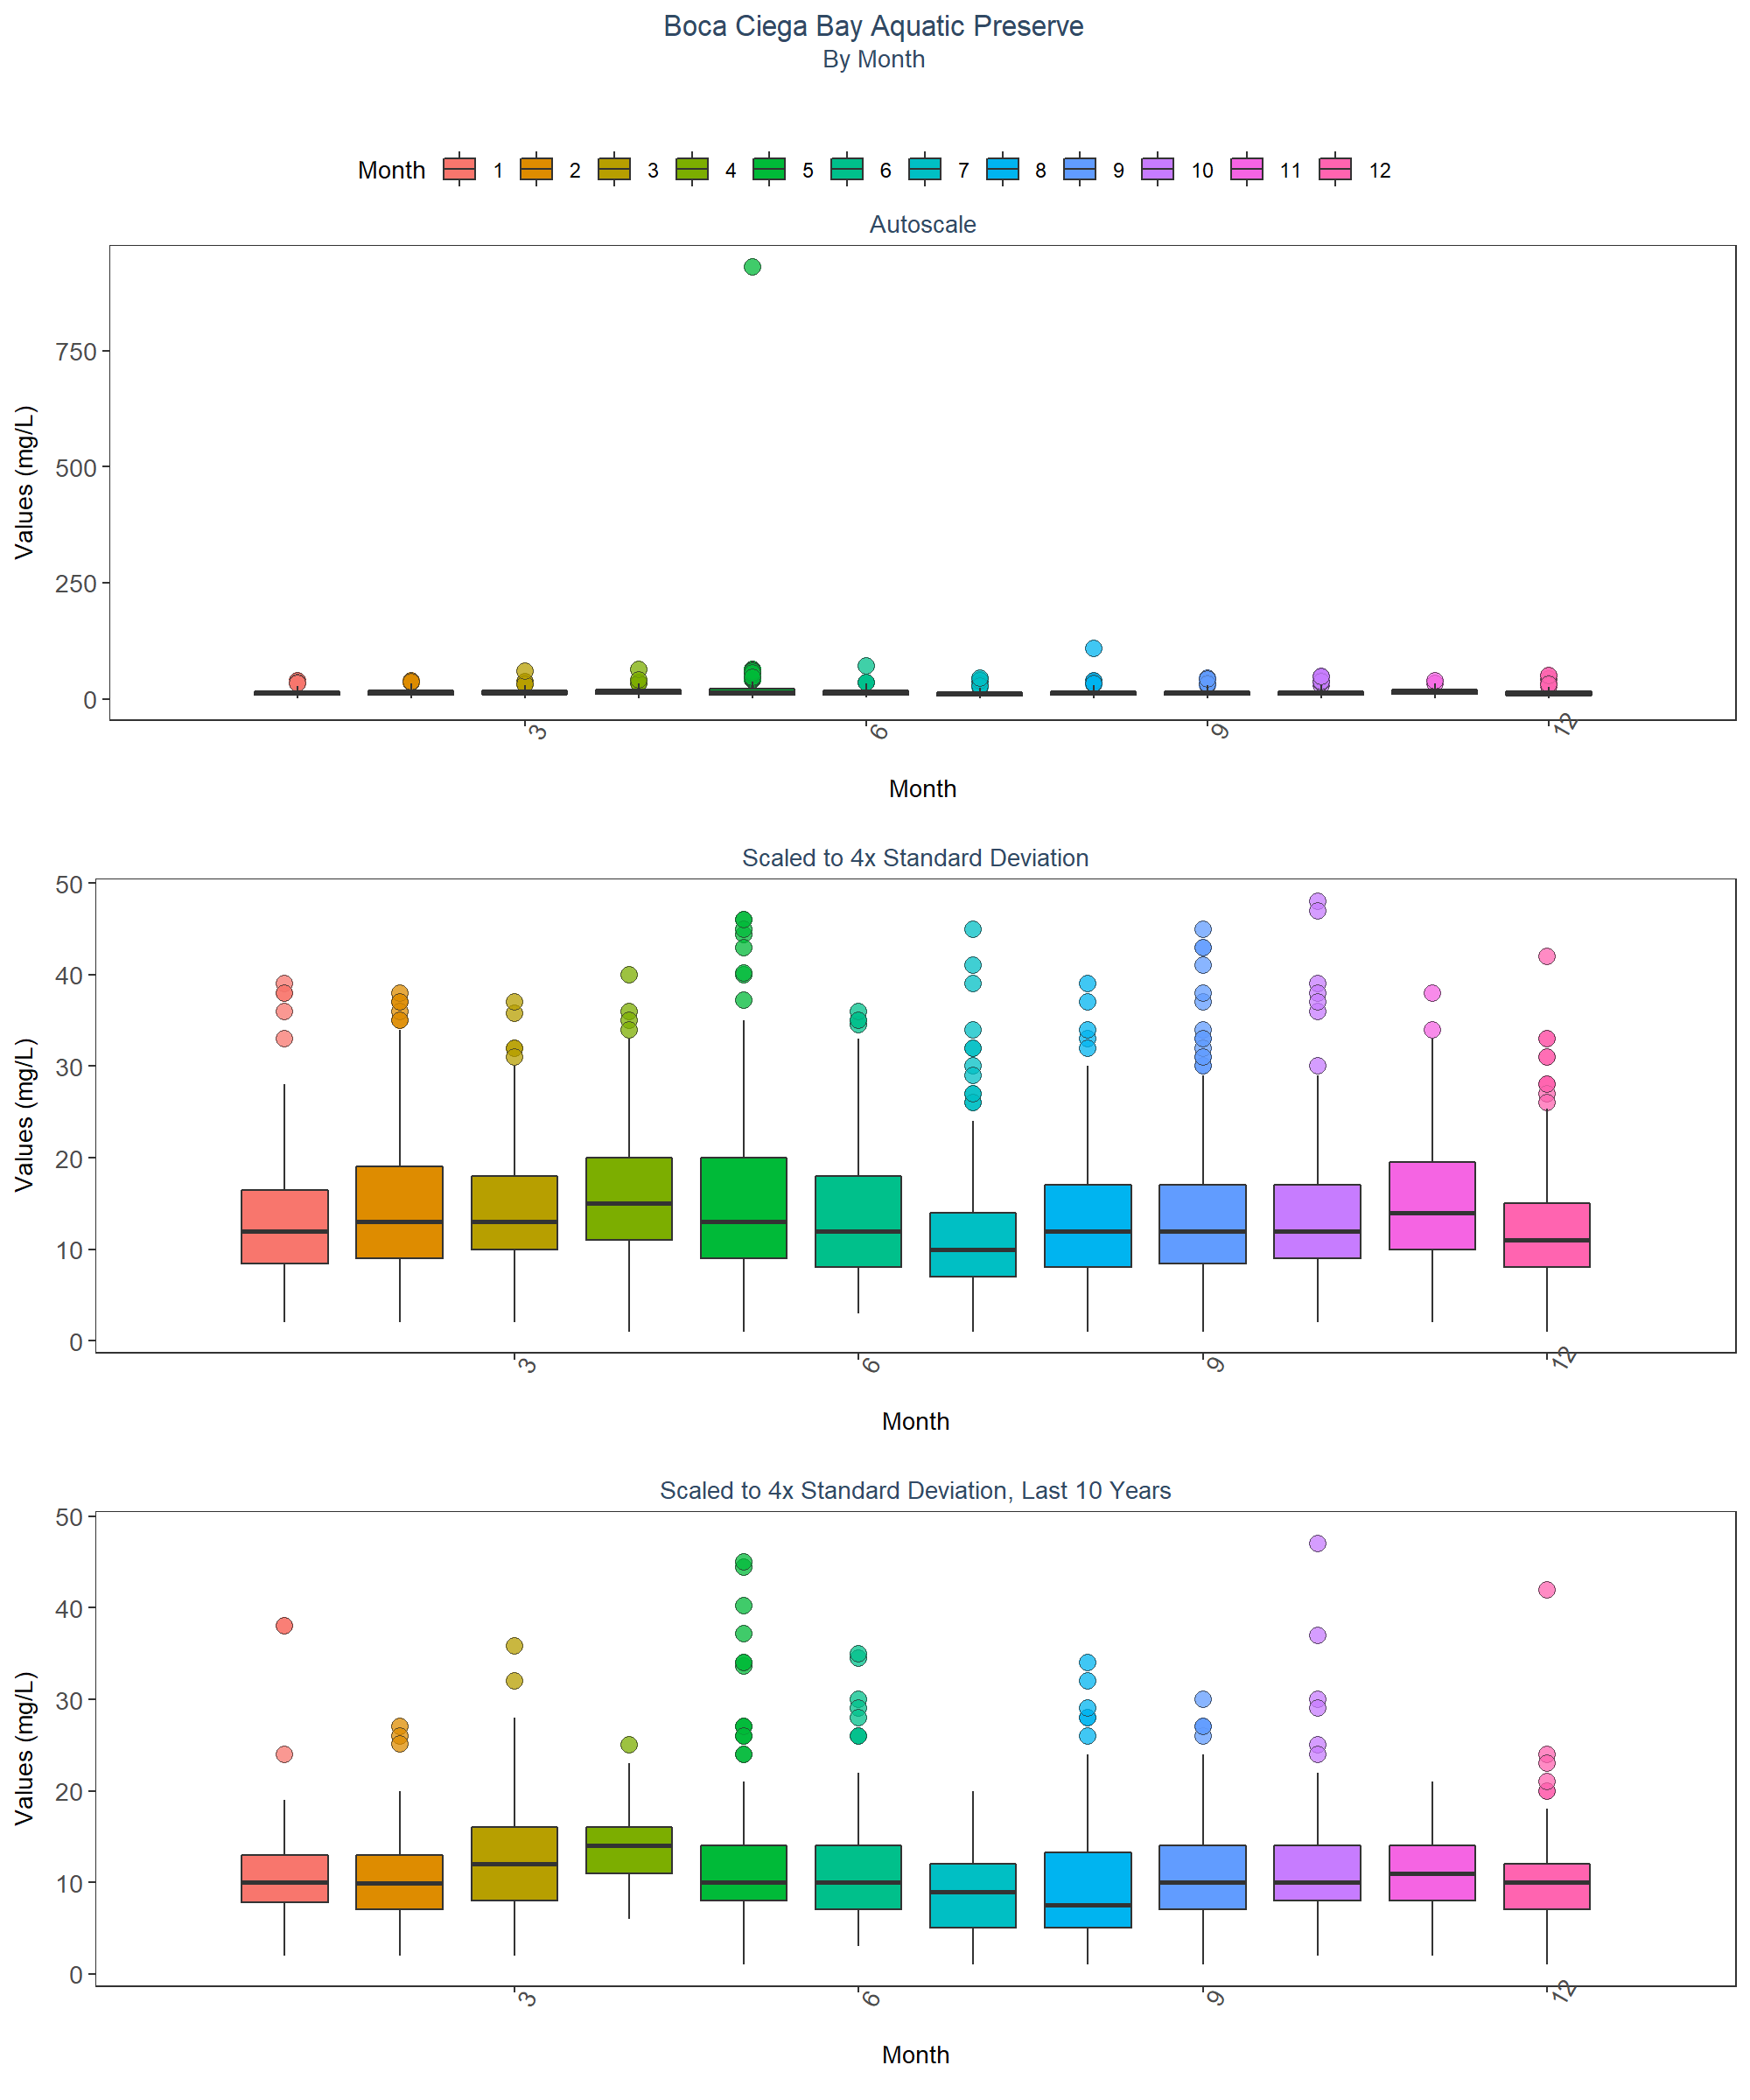 Boca Ciega Bay Aquatic Preserve
By Month
Month 1 2 3 4 5 6 7 8 9 10 11 12
Autoscale
Values (mg/L)
750
500
250
0
3 6 9 12
Month
Scaled to 4x Standard Deviation
Values (mg/L)
50
40
30
20
10
0
3 6 9 12
Month
Scaled to 4x Standard Deviation, Last 10 Years
Values (mg/L)
50
40
30
20
10
0
3 6 9 12
Month